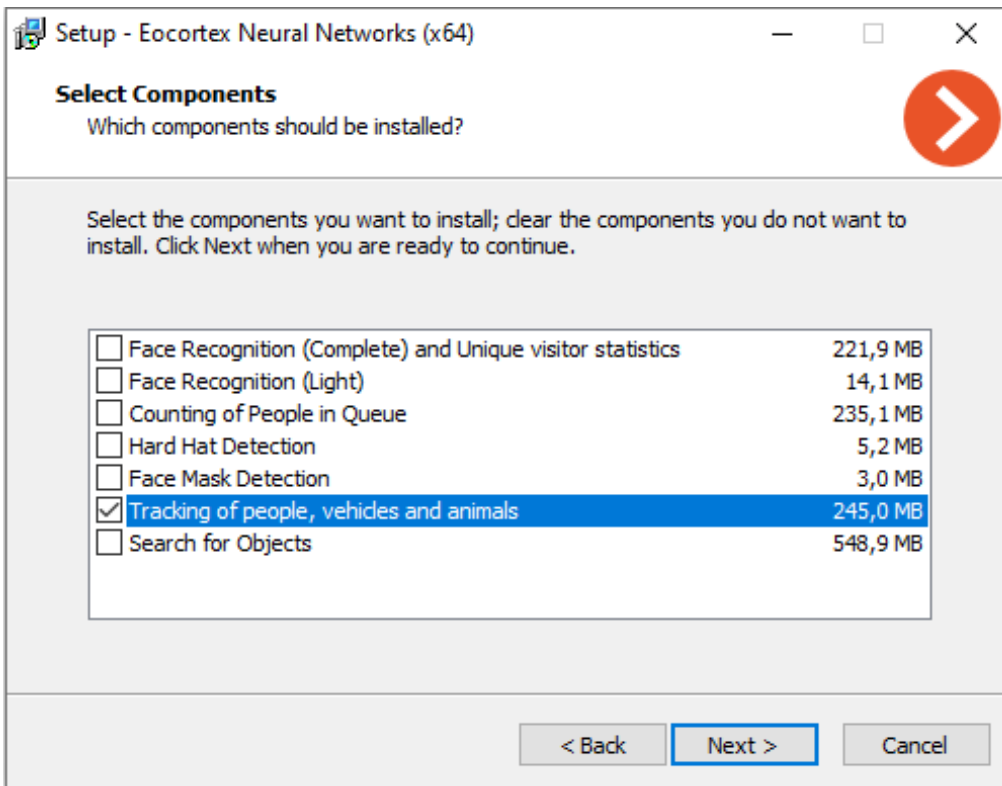 Setup - Eocortex Neural Networks (x64)
Select Components
Which components should be installed?
Select the components you want to install; clear the components you do not want to
install. Click Next when you are ready to continue.
Face Recognition (Complete) and Unique visitor statistics 221,9 MB
Face Recognition (Light) 14,1 MB
Counting of People in Queue 235,1 MB
Hard Hat Detection 5,2 MB
Face Mask Detection 3,0 MB
Tracking of people, vehicles and animals 245,0 MB
Search for Objects 548,9 MB
< Back Next > Cancel